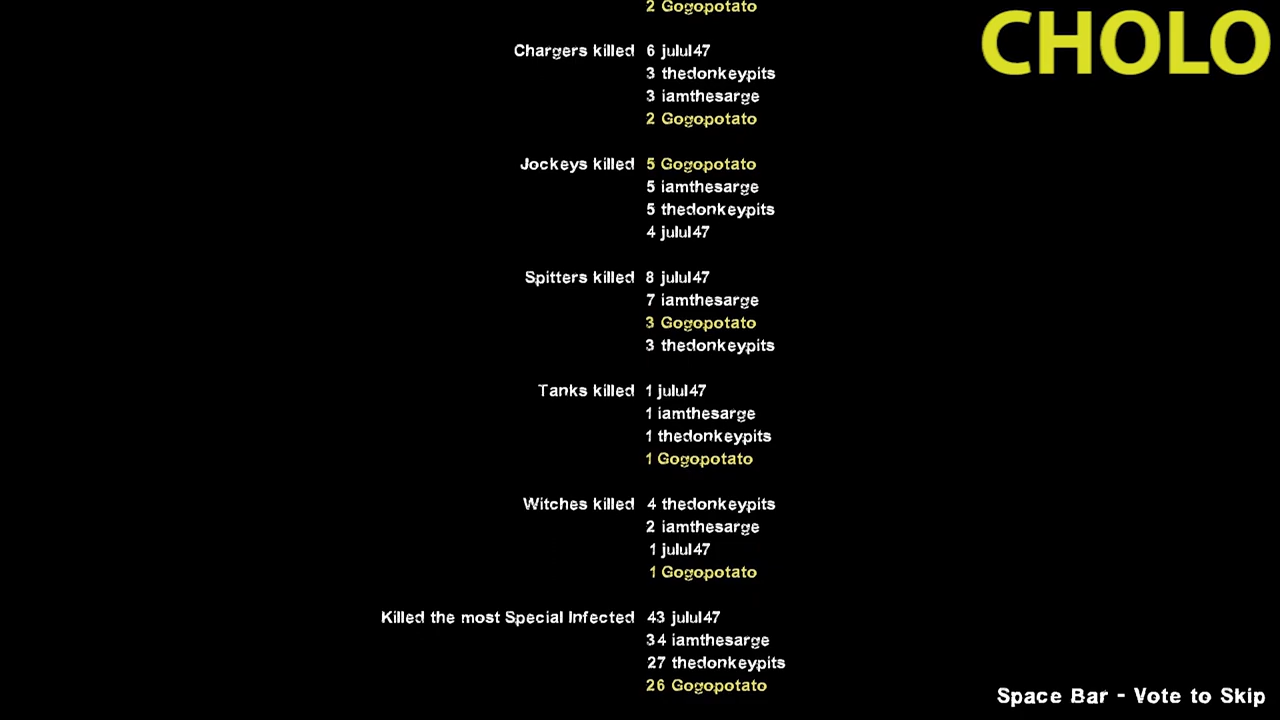 2 Gogopotato
CHOLO
Chargers killed 6 julul47
3 thedonkeypits
3 iamthesarge
2 Gogopotato
Jockeys killed 5 Gogopotato
5 iamthesarge
5 thedonkeypits
4 julul47
Spitters killed 8 julul47
7 iamthesarge
3 Gogopotato
3 thedonkeypits
Tanks killed 1 julul47
1 iamthesarge
1 thedonkeypits
1 Gogopotato
Witches killed 4 thedonkeypits
2 iamthesarge
1 julul47
1 Gogopotato
Killed the most Special Infected 43 julul47
34 iamthesarge
27 thedonkeypits
26 Gogopotato
Space Bar - Vote to Skip